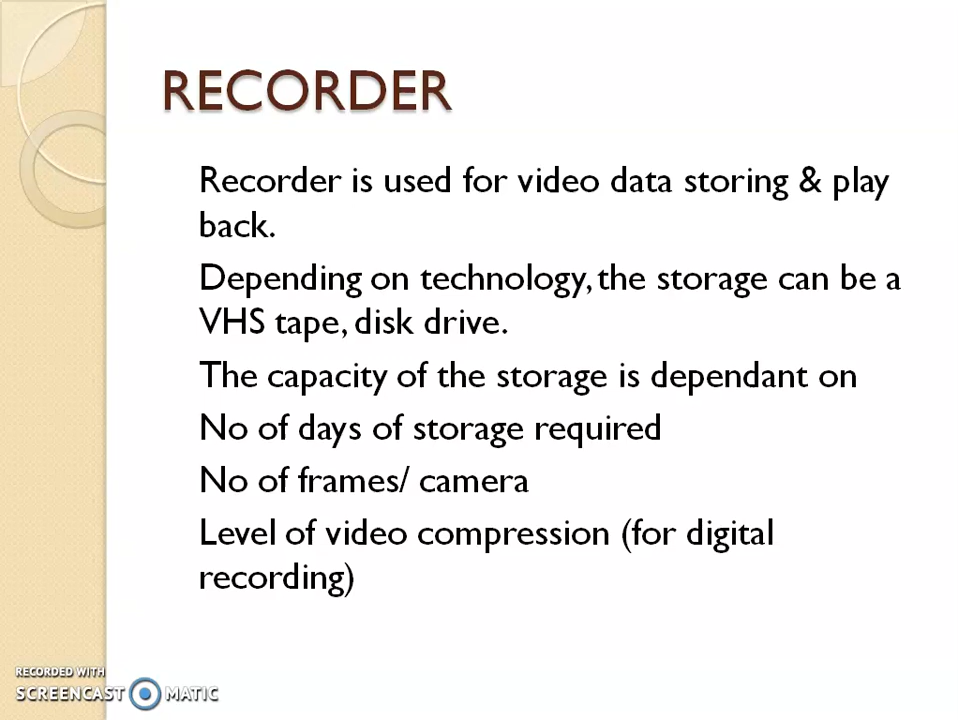 RECORDER
Recorder is used for video data storing & play
back.
Depending on technology, the storage can be a
VHS tape, disk drive.
The capacity of the storage is dependant on
No of days of storage required
No of frames/ camera
Level of video compression (for digital
recording)
RECORDED WITH
SCREENCAST MATIC